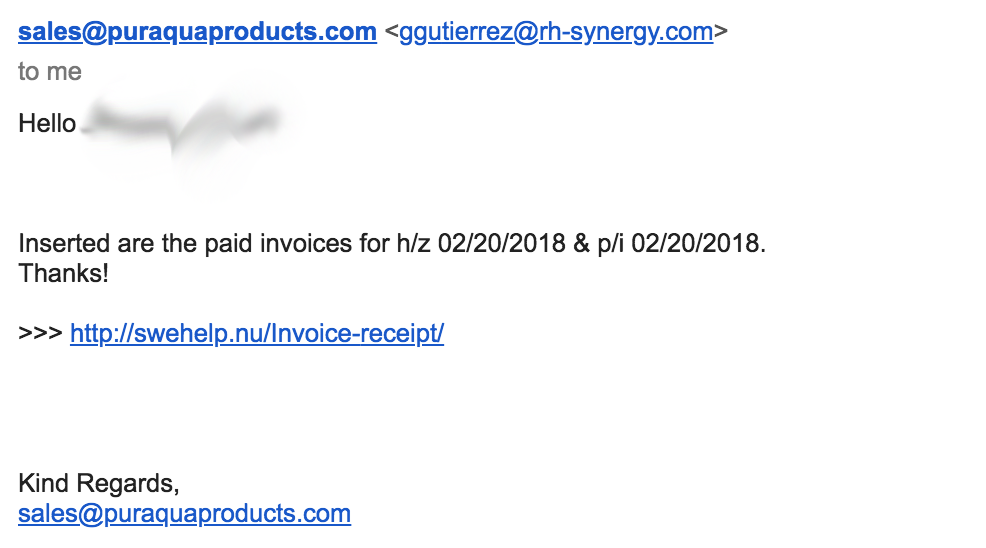 sales@puraquaproducts.com <ggutierrez@rh-synergy.com>
to me
Hello
Inserted are the paid invoices for h/z 02/20/2018 & p/i 02/20/2018.
Thanks!
>>> http://swehelp.nu/Invoice-receipt/
Kind Regards,
sales@puraquaproducts.com